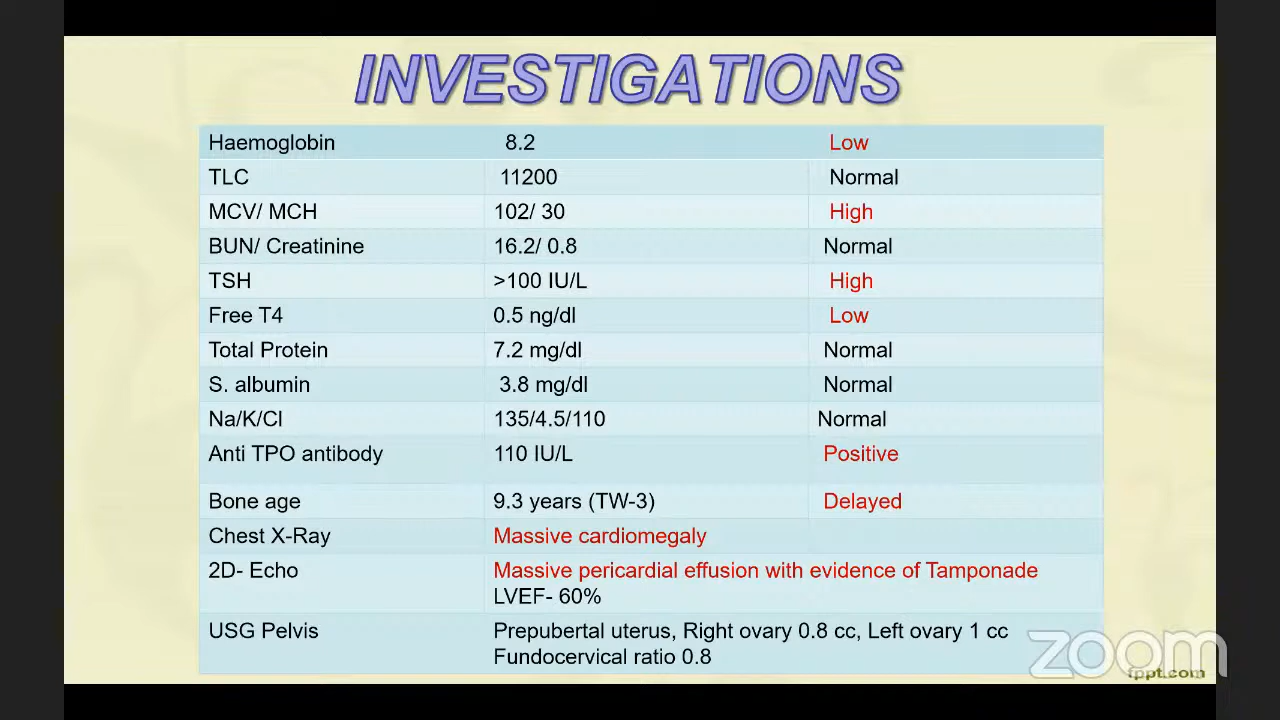 INVESTIGATIONS
Haemoglobin 8.2 Low
TLC 11200 Normal
MCV/ MCH 102/ 30 High
BUN/ Creatinine 16.2/ 0.8 Normal
TSH >100 IU/L High
Free T4 0.5 ng/dl Low
Total Protein 7.2 mg/dl Normal
S. albumin 3.8 mg/dl Normal
Na/K/Cl 135/4.5/110 Normal
Anti TPO antibody 110 IU/L Positive
Bone age 9.3 years (TW-3) Delayed
Chest X-Ray Massive cardiomegaly
2D- Echo Massive pericardial effusion with evidence of Tamponade
LVEF- 60%
USG Pelvis Prepubertal uterus, Right ovary 0.8 cc, Left ovary 1 cc
Fundocervical ratio 0.8
zoom
fppt.com